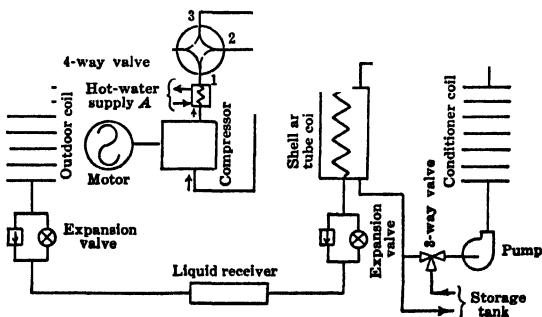 3
2
4-way valve
1
Hot-water
supply A
Outdoor coil
Motor
Compressor
Shell ar
tube coi
Conditioner coil
Expansion
valve
Expansion
valve
3-way valve
Pump
Liquid receiver
Storage
tank